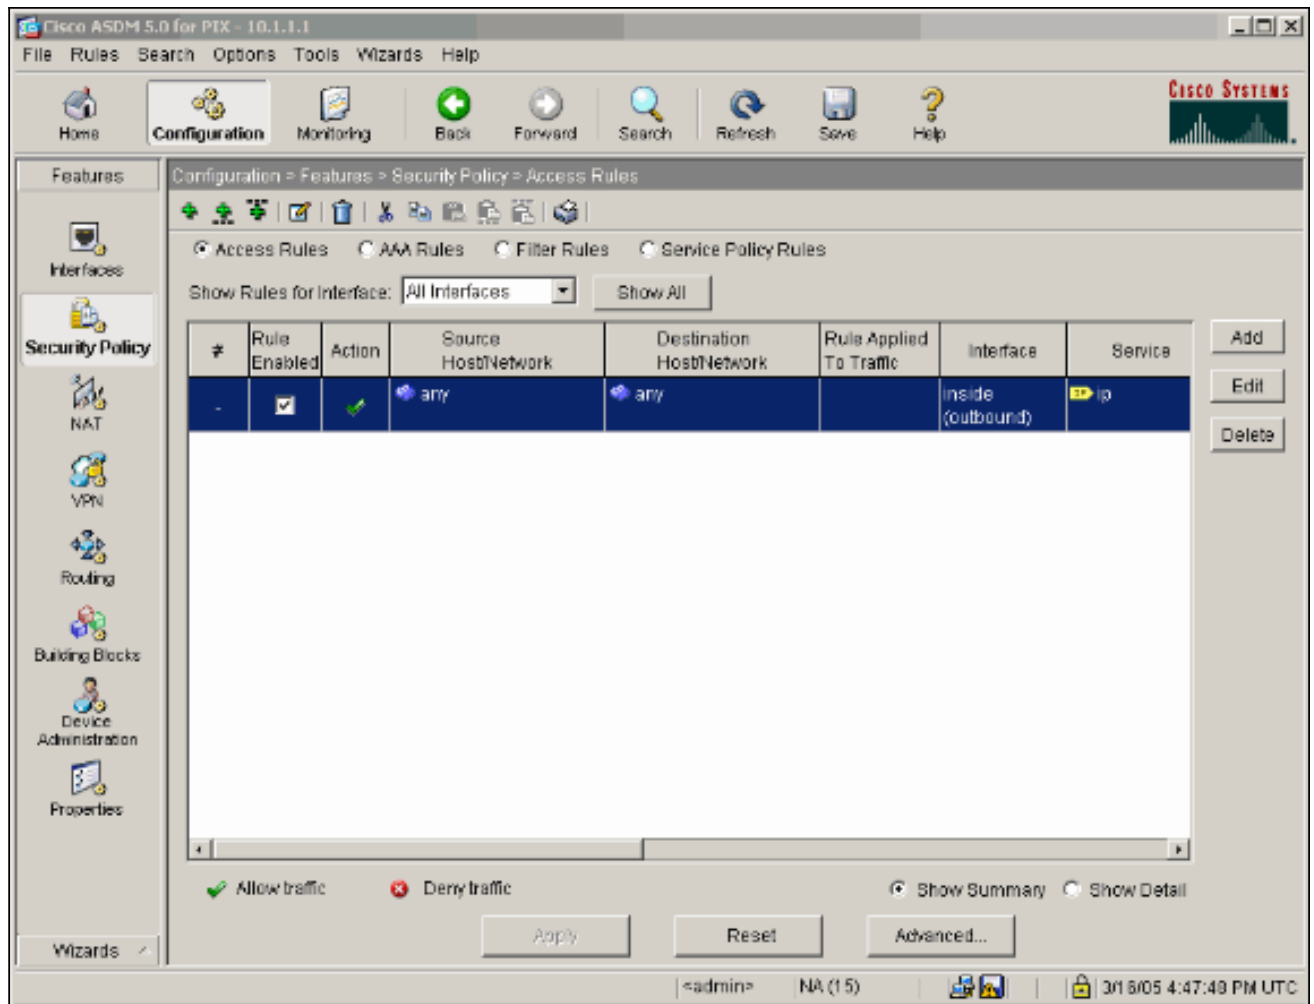 Cisco ASDM 5.0 for PIX - 10.1.1.1
File Rules Search Options Tools Wizards Help
Home Configuration Monitoring Back Forward Search Refresh Save Help
CISCO SYSTEMS
Features
Configuration > Features > Security Policy > Access Rules
Interfaces
Security Policy
NAT
VPN
Routing
Building Blocks
Device
Administration
Properties
Wizards
Access Rules AAA Rules Filter Rules Service Policy Rules
Show Rules for Interface: All Interfaces Show All
# Rule Enabled Action Source Host/Network Destination Host/Network Rule Applied To Traffic Interface Service
- any any inside (outbound) ip
Add
Edit
Delete
Allow traffic Deny traffic Show Summary Show Detail
Apply Reset Advanced...
<admin> NA (15) 3/16/05 4:47:48 PM UTC